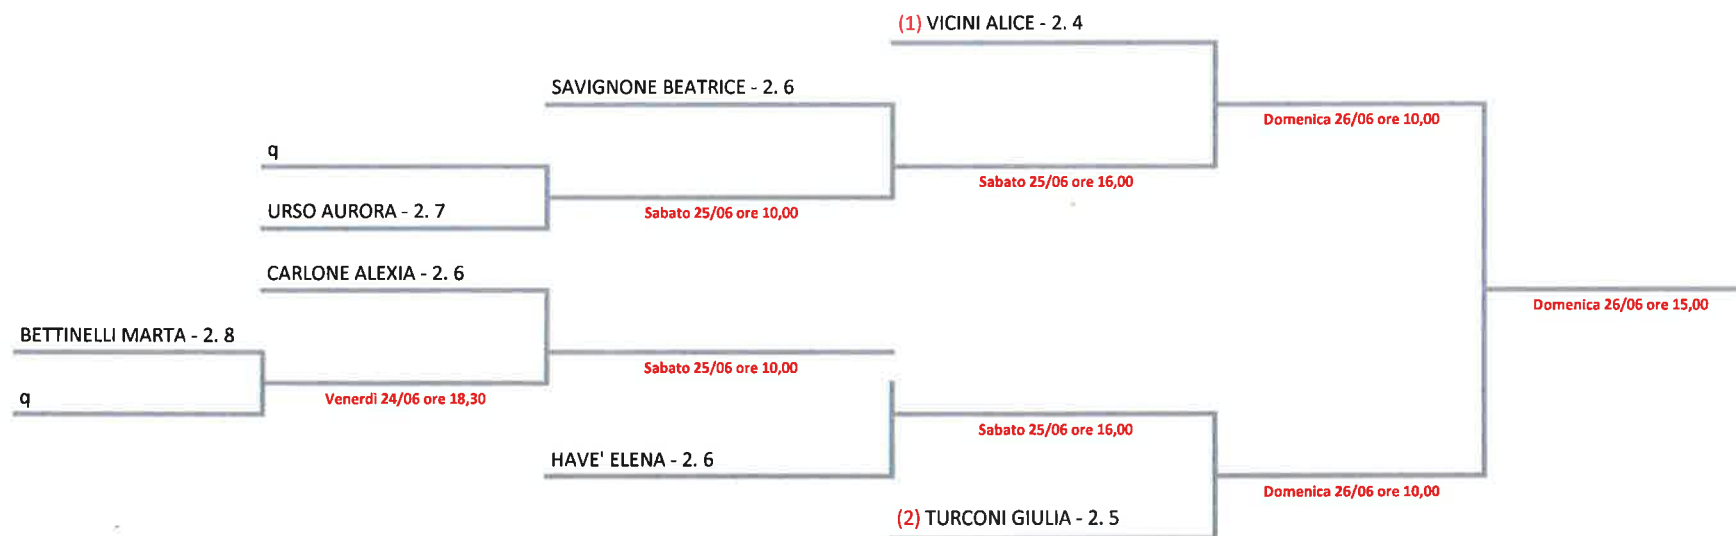 (1) VICINI ALICE - 2. 4
SAVIGNONE BEATRICE - 2. 6
Domenica 26/06 ore 10,00
q
Sabato 25/06 ore 16,00
URSO AURORA - 2. 7
Sabato 25/06 ore 10,00
CARLONE ALEXIA - 2. 6
Domenica 26/06 ore 15,00
BETTINELLI MARTA - 2. 8
Sabato 25/06 ore 10,00
q
Venerdì 24/06 ore 18,30
Sabato 25/06 ore 16,00
HAVE' ELENA - 2. 6
Domenica 26/06 ore 10,00
(2) TURCONI GIULIA - 2. 5